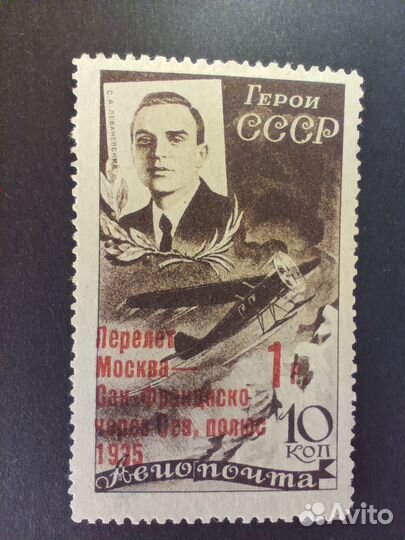 С. А. ЛЕВАНЕВСКИЙ
ГЕРОИ
СССР
Перелет
Москва—
Сан-Франциско
через Сев. полюс
1935
1 р.
10
КОП
Авиопочта
Avito